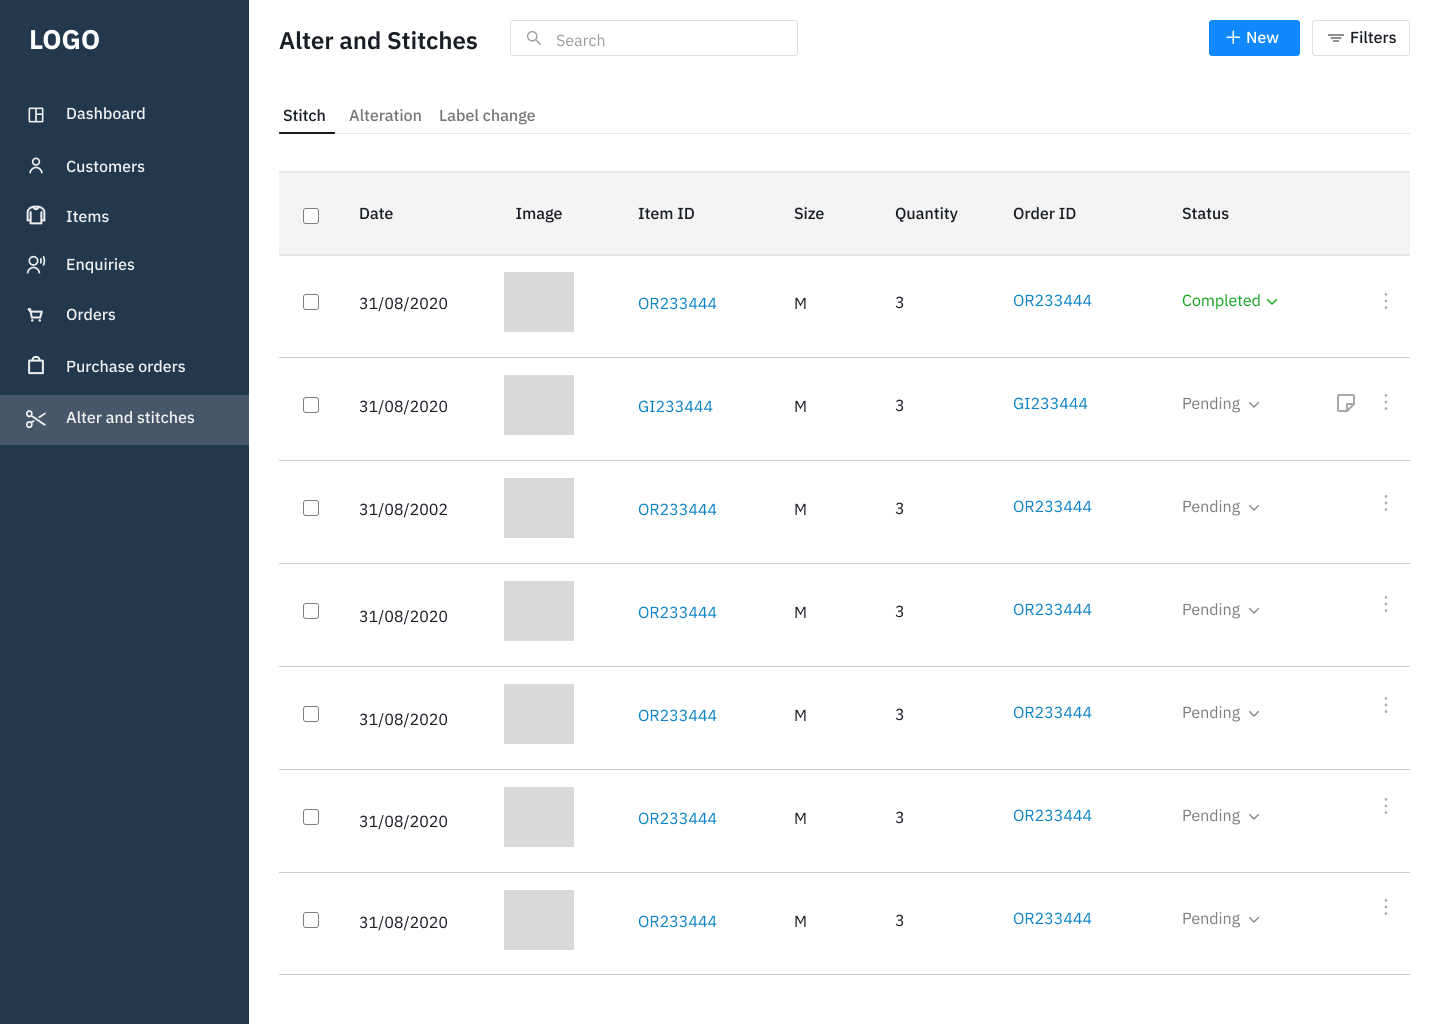 LOGO
Dashboard
Customers
Items
Enquiries
Orders
Purchase orders
Alter and stitches
Alter and Stitches
Search
New
Filters
Stitch Alteration Label change
Date Image Item ID Size Quantity Order ID Status
31/08/2020 OR233444 M 3 OR233444 Completed
31/08/2020 GI233444 M 3 GI233444 Pending
31/08/2002 OR233444 M 3 OR233444 Pending
31/08/2020 OR233444 M 3 OR233444 Pending
31/08/2020 OR233444 M 3 OR233444 Pending
31/08/2020 OR233444 M 3 OR233444 Pending
31/08/2020 OR233444 M 3 OR233444 Pending